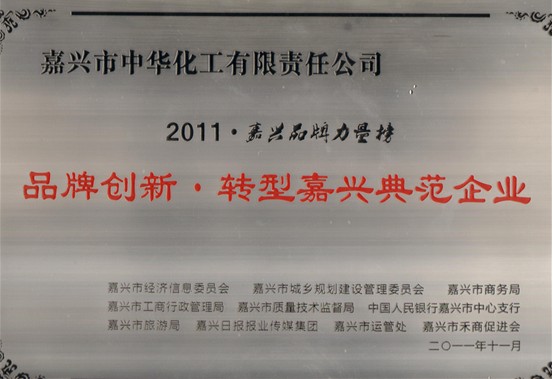 嘉兴市中华化工有限责任公司
2011·嘉兴品牌力量榜
品牌创新·转型嘉兴典范企业
嘉兴市经济信息委员会 嘉兴市城乡规划建设管理委员会 嘉兴市商务局
嘉兴市工商行政管理局 嘉兴市质量技术监督局 中国人民银行嘉兴市中心支行
嘉兴市旅游局 嘉兴日报报业传媒集团 嘉兴市运管处 嘉兴市禾商促进会
二〇一一年十一月